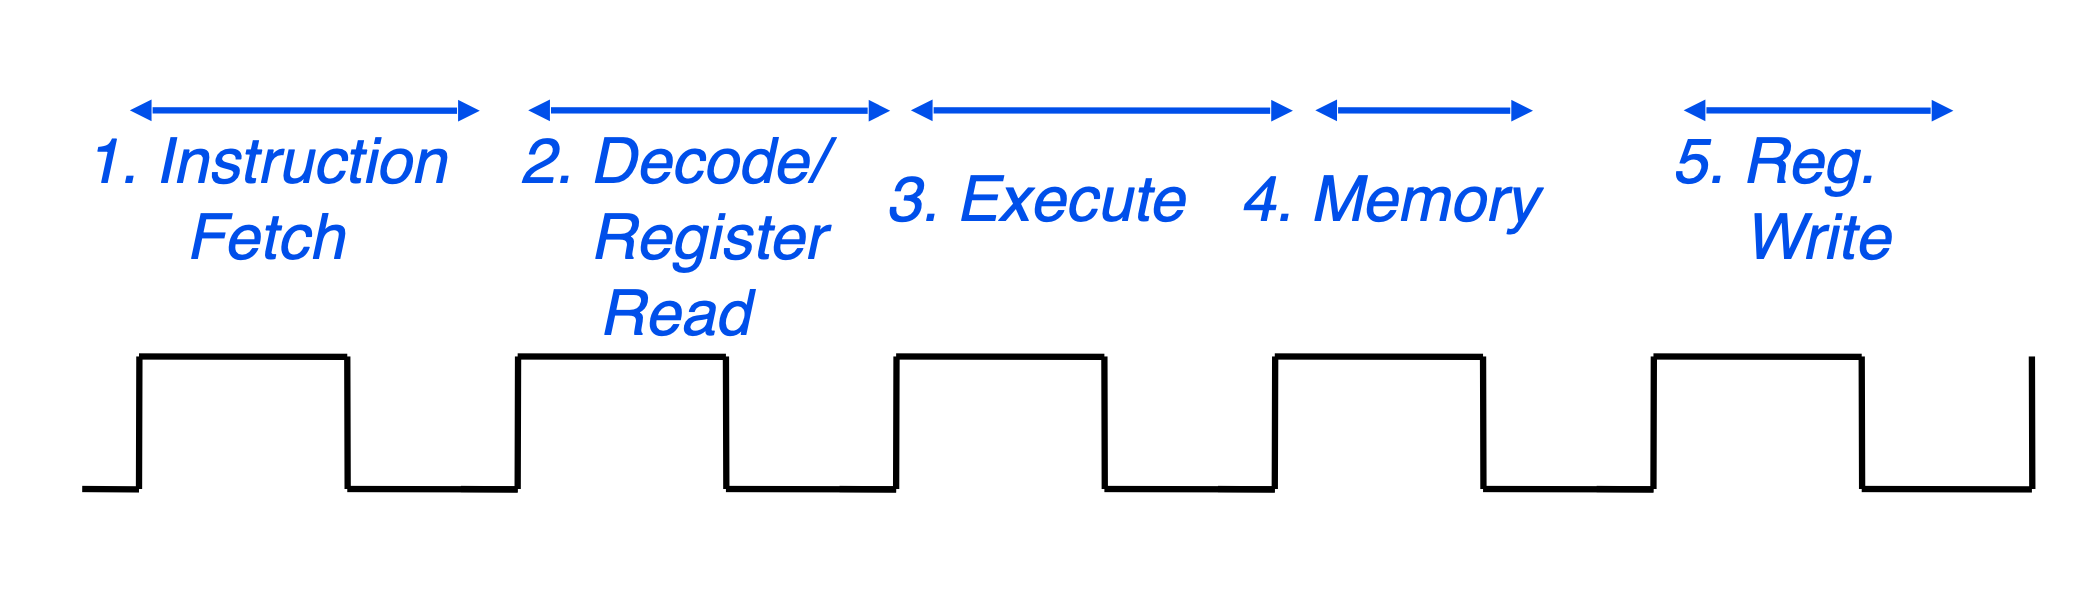 1. Instruction
Fetch
2. Decode/
Register
Read
3. Execute
4. Memory
5. Reg.
Write